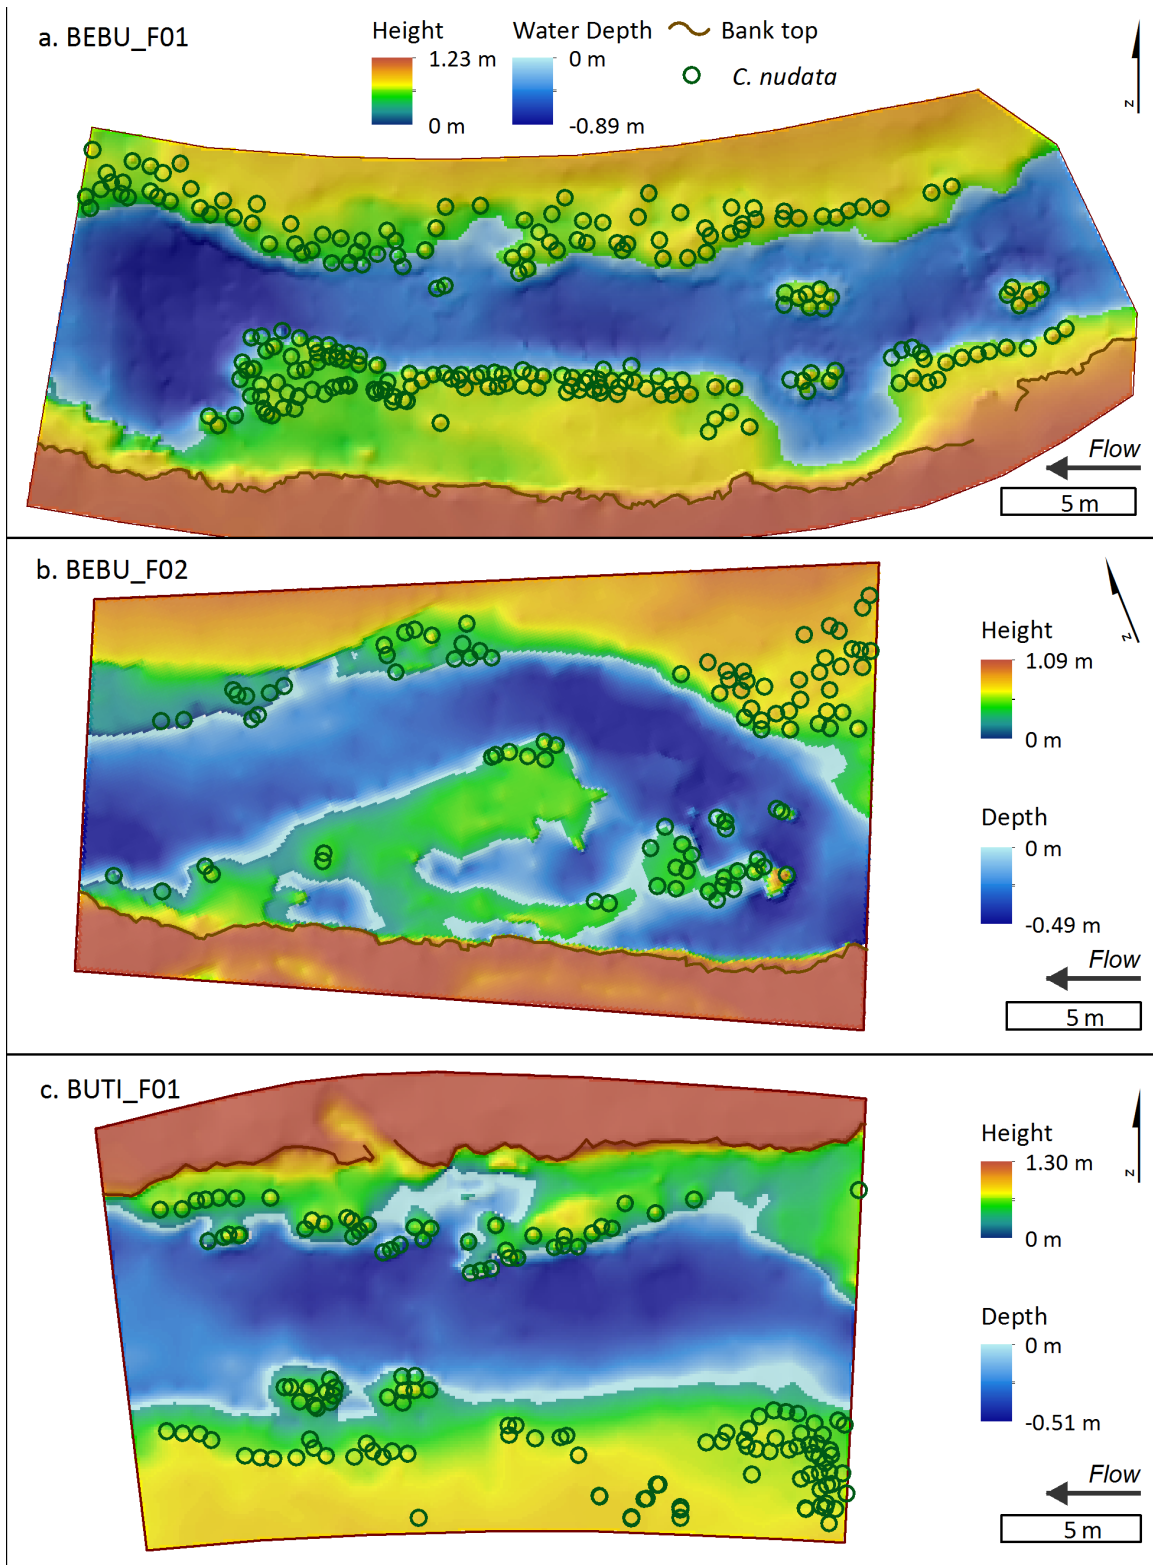 a. BEBU_F01
Height
1.23 m
0 m
Water Depth
0 m
-0.89 m
Bank top
C. nudata
z
Flow
5 m
b. BEBU_F02
z
Height
1.09 m
0 m
Depth
0 m
-0.49 m
Flow
5 m
c. BUTI_F01
z
Height
1.30 m
0 m
Depth
0 m
-0.51 m
Flow
5 m